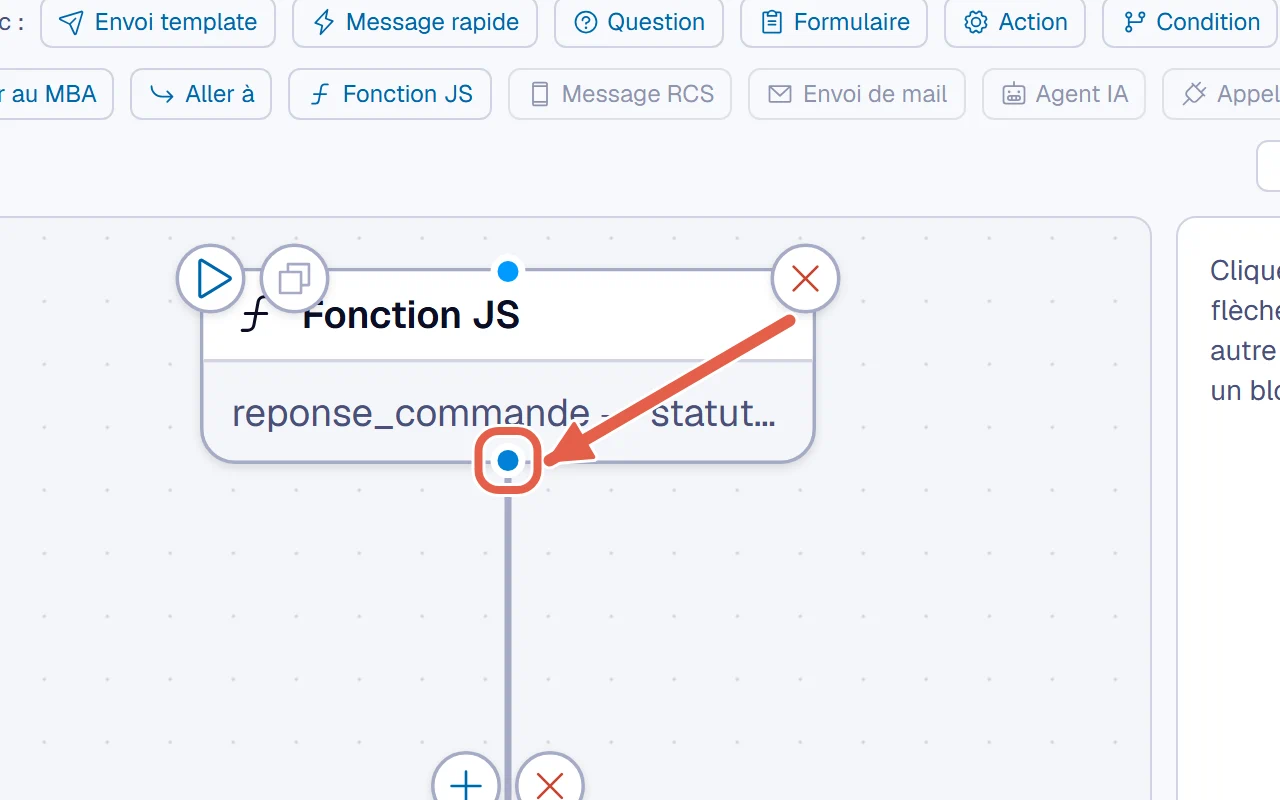 c :
Envoi template
Message rapide
Question
Formulaire
Action
Condition
r au MBA
Aller à
Fonction JS
Message RCS
Envoi de mail
Agent IA
Appel
Clique
flèche
autre
un blo
Fonction JS
reponse_commande - statut...